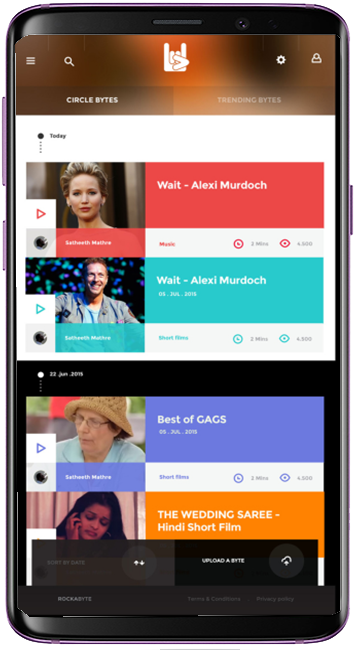 CIRCLE BYTES
TRENDING BYTES
Today
Wait - Alexi Murdoch
Satheeth Mathre
Music
2 Mins
4,500
Wait - Alexi Murdoch
05 . JUL . 2015
Satheeth Mathre
Short films
2 Mins
4,500
22 .jun .2015
Best of GAGS
05 . JUL . 2015
Satheeth Mathre
Short films
2 Mins
4,500
THE WEDDING SAREE -
Hindi Short Film
SORT BY DATE
UPLOAD A BYTE
ROCKABYTE
Terms & Conditions
Privacy policy